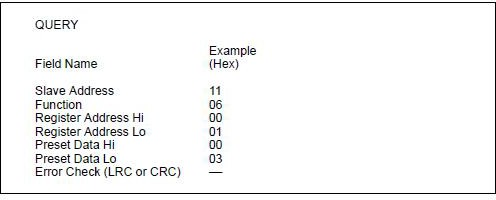 QUERY
Example
Field Name (Hex)
Slave Address 11
Function 06
Register Address Hi 00
Register Address Lo 01
Preset Data Hi 00
Preset Data Lo 03
Error Check (LRC or CRC) —